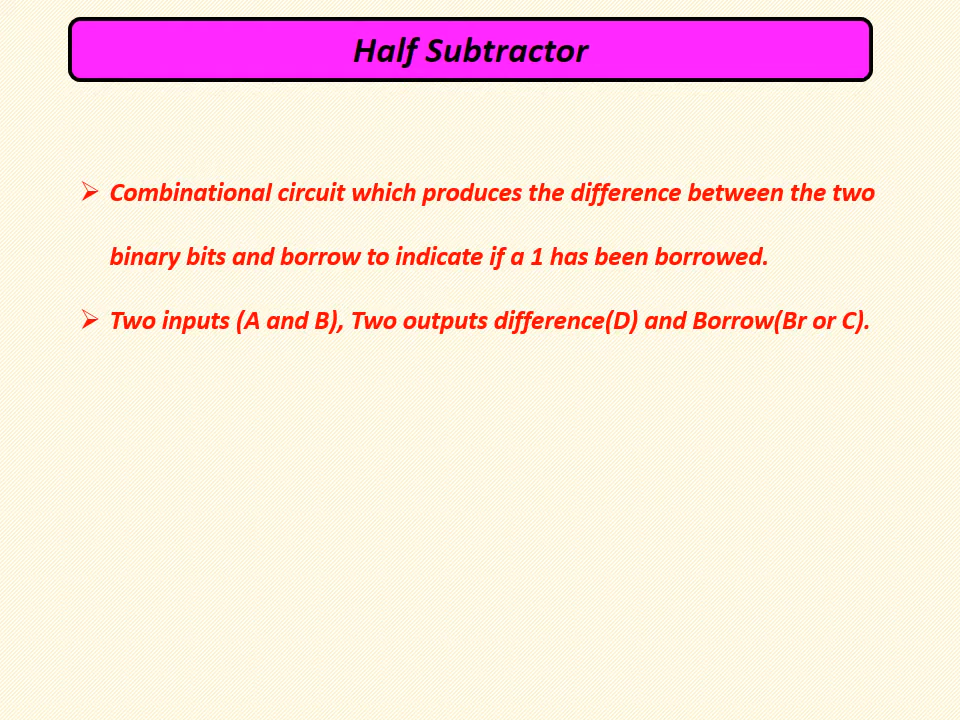 Half Subtractor
Combinational circuit which produces the difference between the two
binary bits and borrow to indicate if a 1 has been borrowed.
Two inputs (A and B), Two outputs difference(D) and Borrow(Br or C).